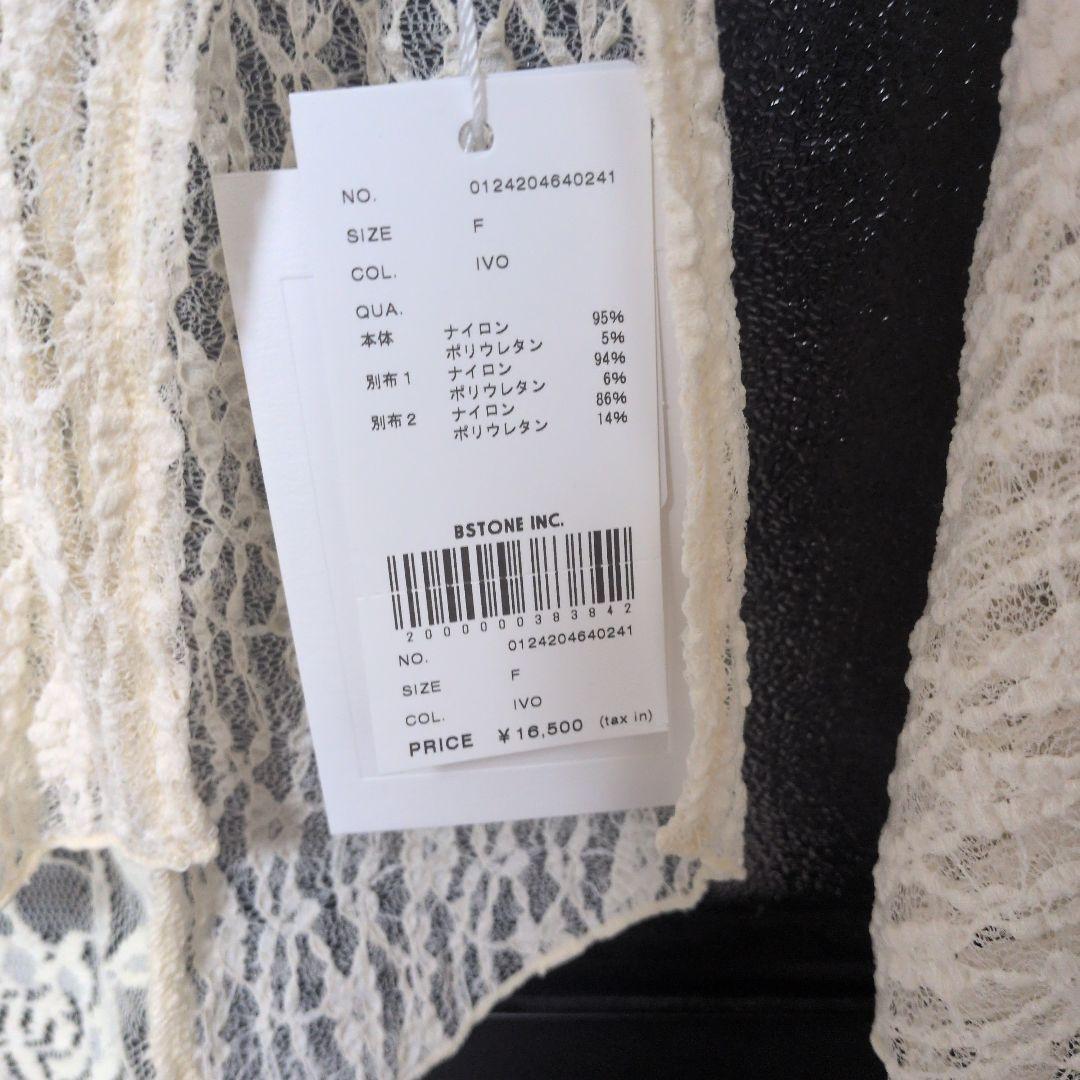 NO. 0124204640241
SIZE F
COL. IVO
QUA.
本体 ナイロン 95%
ポリウレタン 5%
別布1 ナイロン 94%
ポリウレタン 6%
別布2 ナイロン 86%
ポリウレタン 14%
BSTONE INC.
2000000383842
NO. 0124204640241
SIZE F
COL. IVO
PRICE ¥16,500 (tax in)